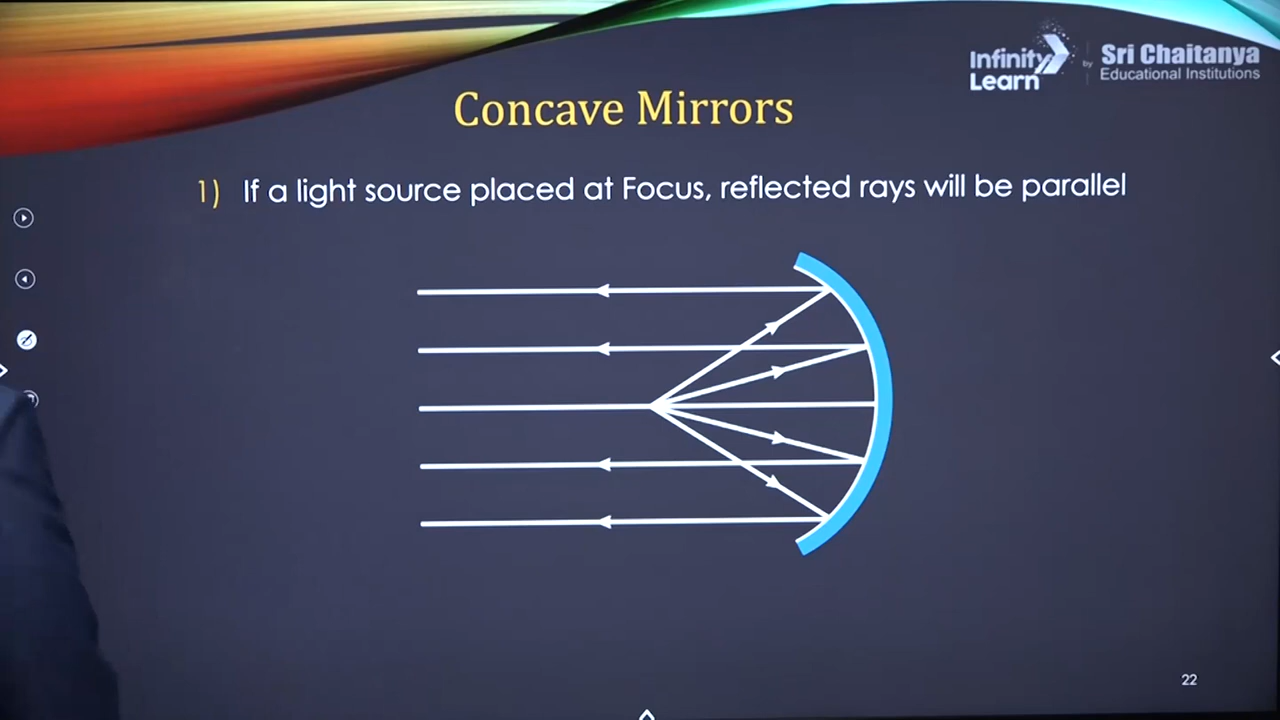 Infinity
Learn
by
Sri Chaitanya
Educational Institutions
Concave Mirrors
1) If a light source placed at Focus, reflected rays will be parallel
22